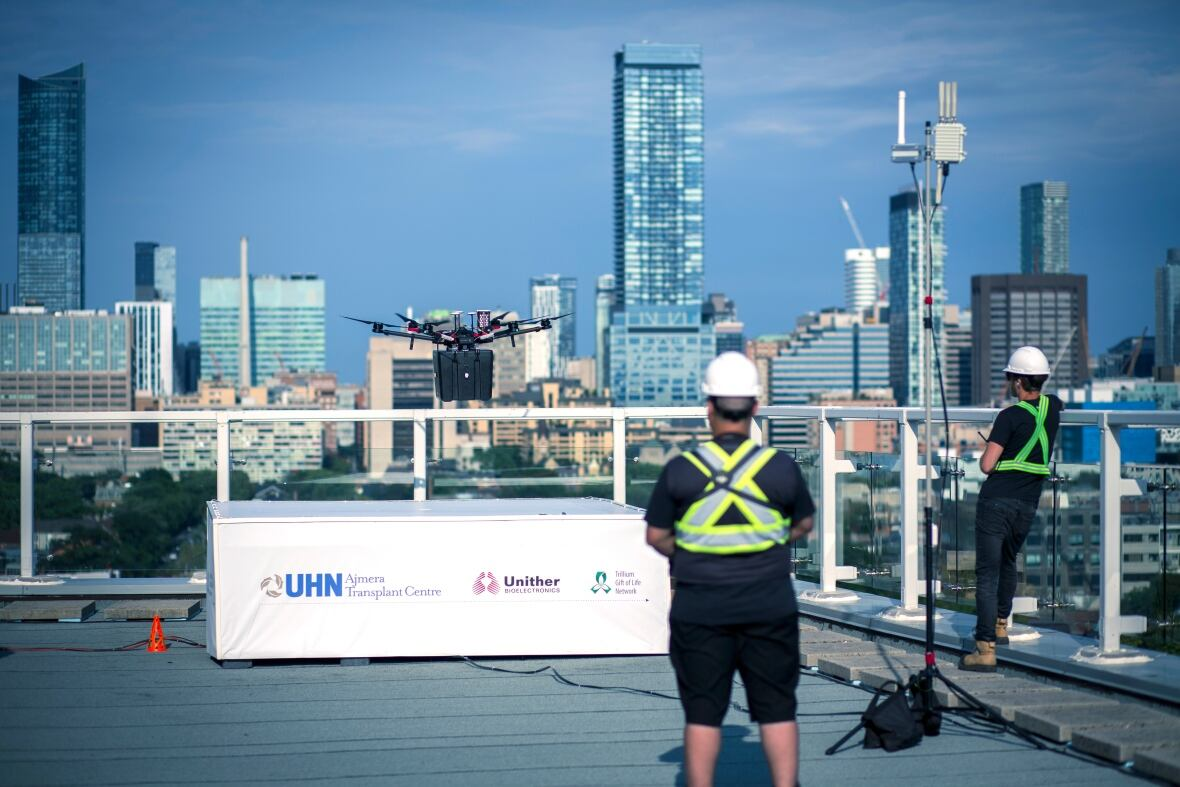 UHN Ajmera
Transplant Centre
Unither
BIOELECTRONICS
Trillium
Gift of Life
Network